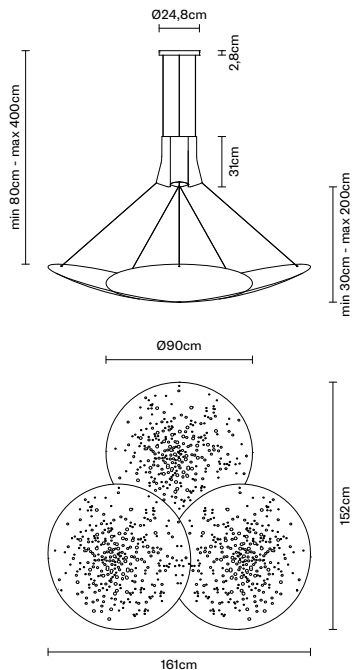 Ø24,8cm
2,8cm
min 80cm - max 400cm
31cm
min 30cm - max 200cm
Ø90cm
152cm
161cm